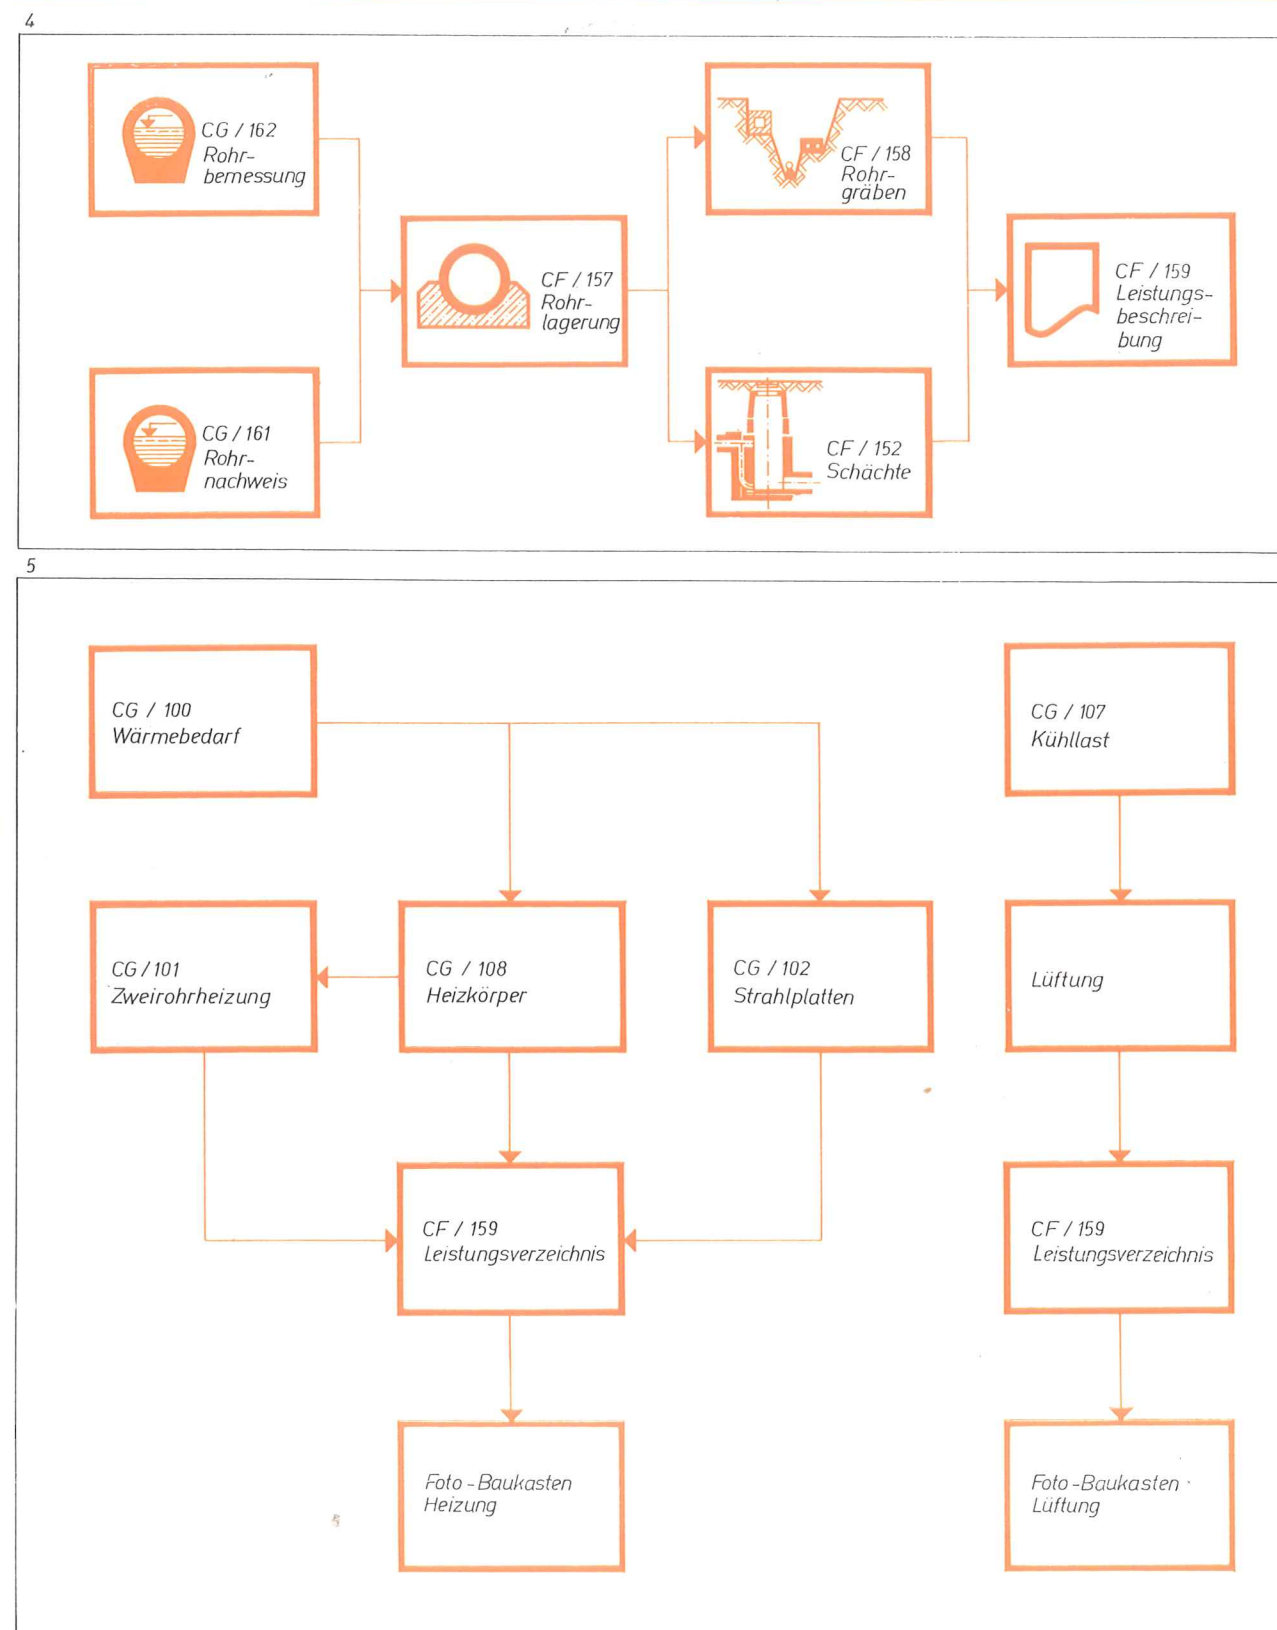 4
CG / 162
Rohr-
bemessung
CG / 161
Rohr-
nachweis
CF / 157
Rohr-
lagerung
CF / 158
Rohr-
gräben
CF / 152
Schächte
CF / 159
Leistungs-
beschrei-
bung
5
CG / 100
Wärmebedarf
CG / 107
Kühllast
CG / 101
Zweirohrheizung
CG / 108
Heizkörper
CG / 102
Strahlplatten
Lüftung
CF / 159
Leistungsverzeichnis
CF / 159
Leistungsverzeichnis
Foto-Baukasten
Heizung
Foto-Baukasten
Lüftung